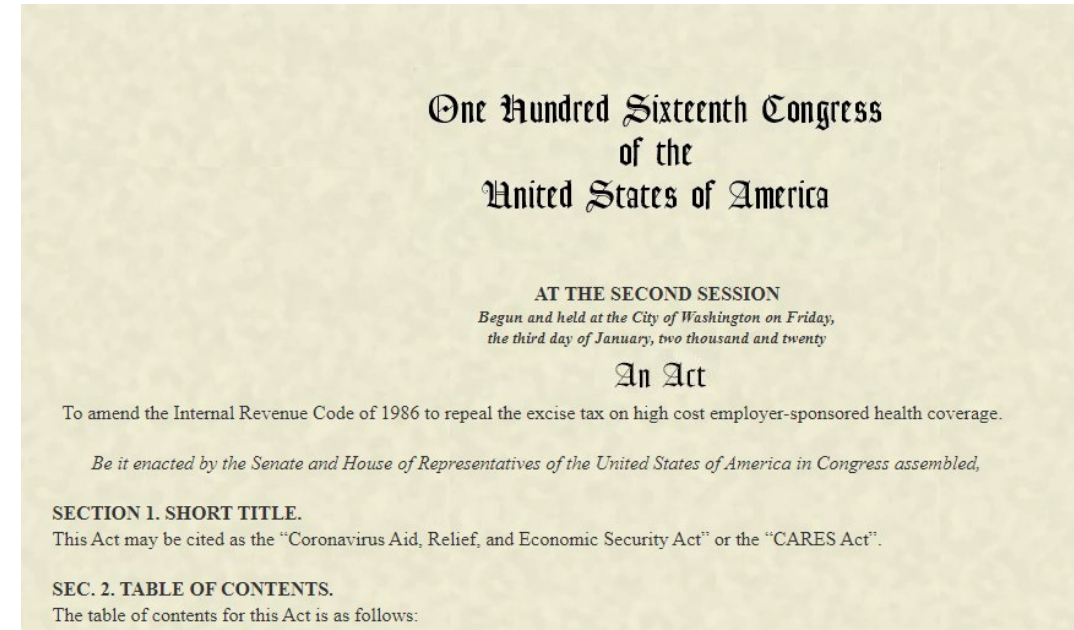 One Hundred Sixteenth Congress
of the
United States of America
AT THE SECOND SESSION
Begun and held at the City of Washington on Friday,
the third day of January, two thousand and twenty
An Act
To amend the Internal Revenue Code of 1986 to repeal the excise tax on high cost employer-sponsored health coverage.
Be it enacted by the Senate and House of Representatives of the United States of America in Congress assembled,
SECTION 1. SHORT TITLE.
This Act may be cited as the “Coronavirus Aid, Relief, and Economic Security Act” or the “CARES Act”.
SEC. 2. TABLE OF CONTENTS.
The table of contents for this Act is as follows: